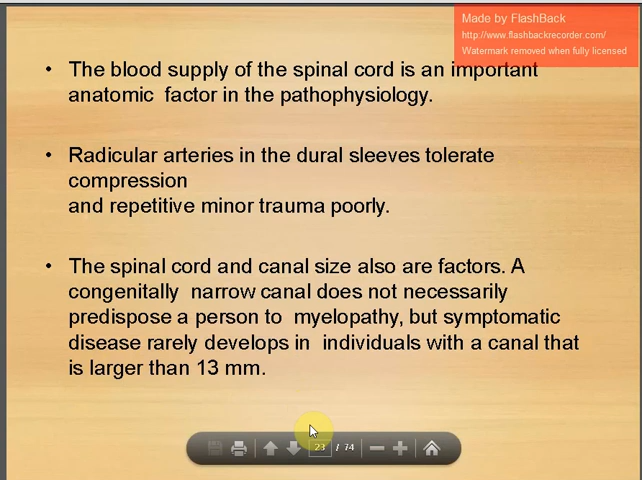 Made by FlashBack
http://www.flashbackrecorder.com/
Watermark removed when fully licensed
• The blood supply of the spinal cord is an important
anatomic factor in the pathophysiology.
• Radicular arteries in the dural sleeves tolerate
compression
and repetitive minor trauma poorly.
• The spinal cord and canal size also are factors. A
congenitally narrow canal does not necessarily
predispose a person to myelopathy, but symptomatic
disease rarely develops in individuals with a canal that
is larger than 13 mm.
23 / 74